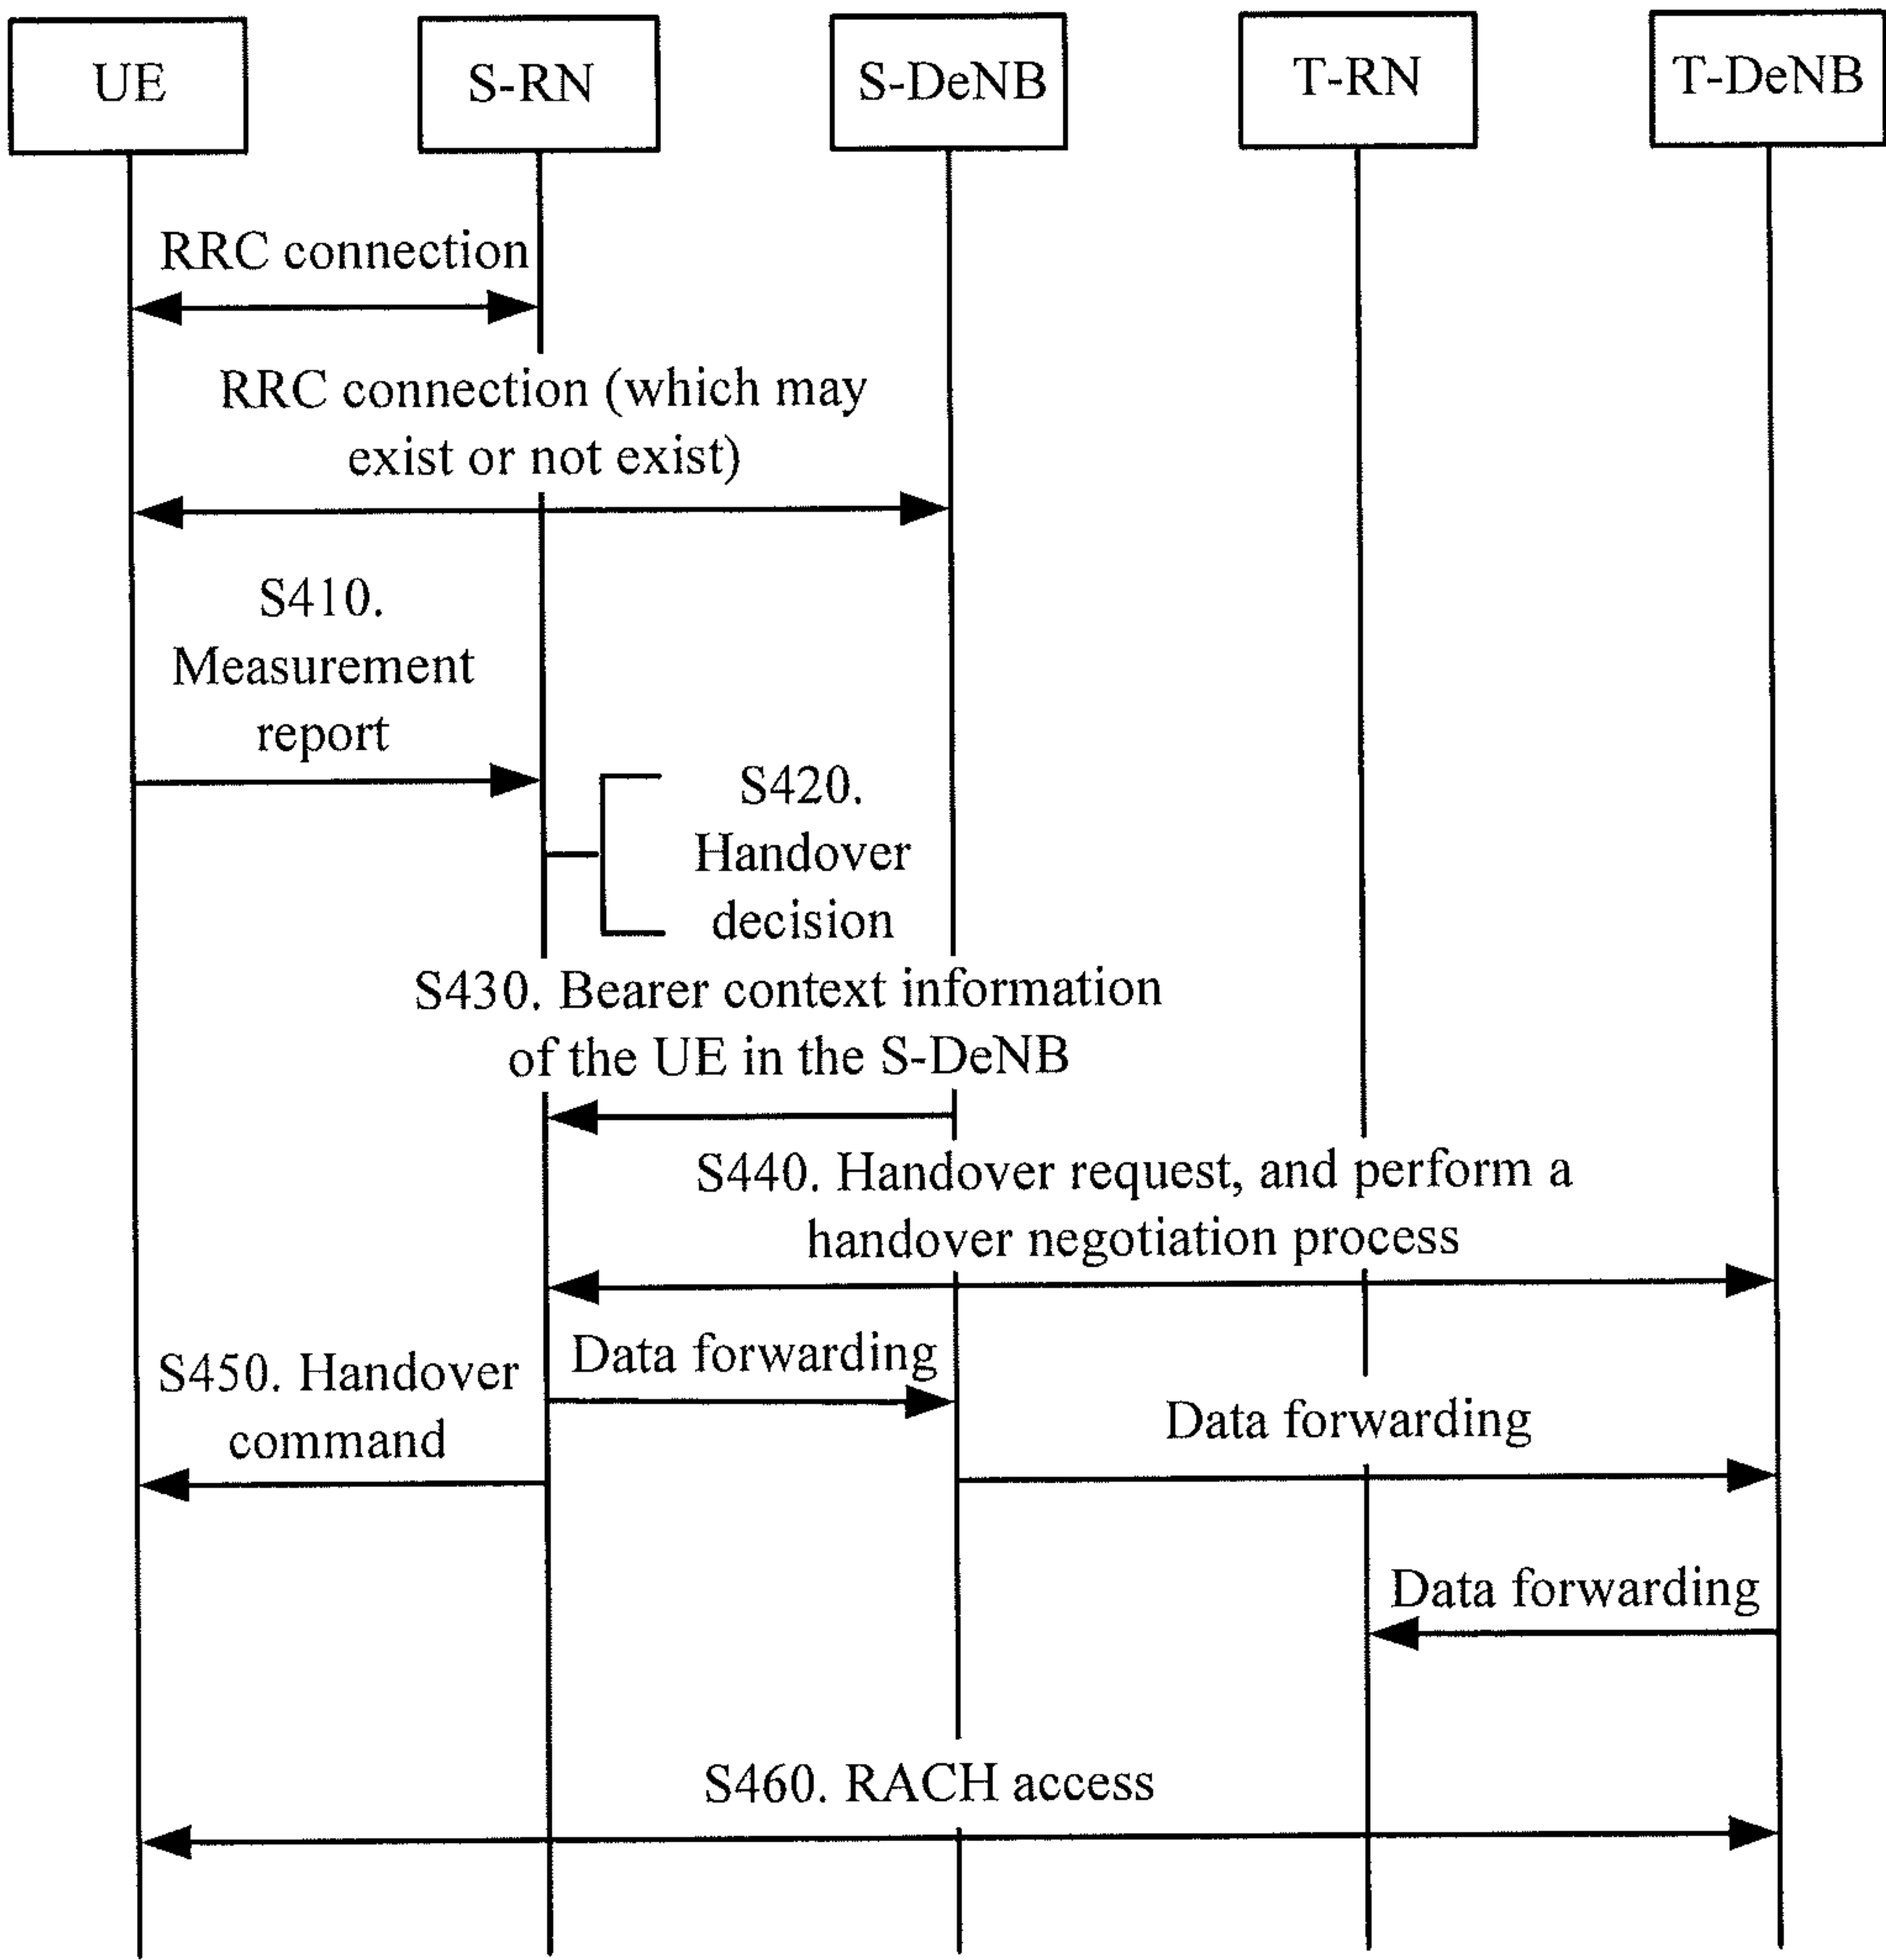 UE
S-RN
S-DeNB
T-RN
T-DeNB
RRC connection
RRC connection (which may
exist or not exist)
S410.
Measurement
report
S420.
Handover
decision
S430. Bearer context information
of the UE in the S-DeNB
S440. Handover request, and perform a
handover negotiation process
Data forwarding
S450. Handover
command
Data forwarding
Data forwarding
S460. RACH access